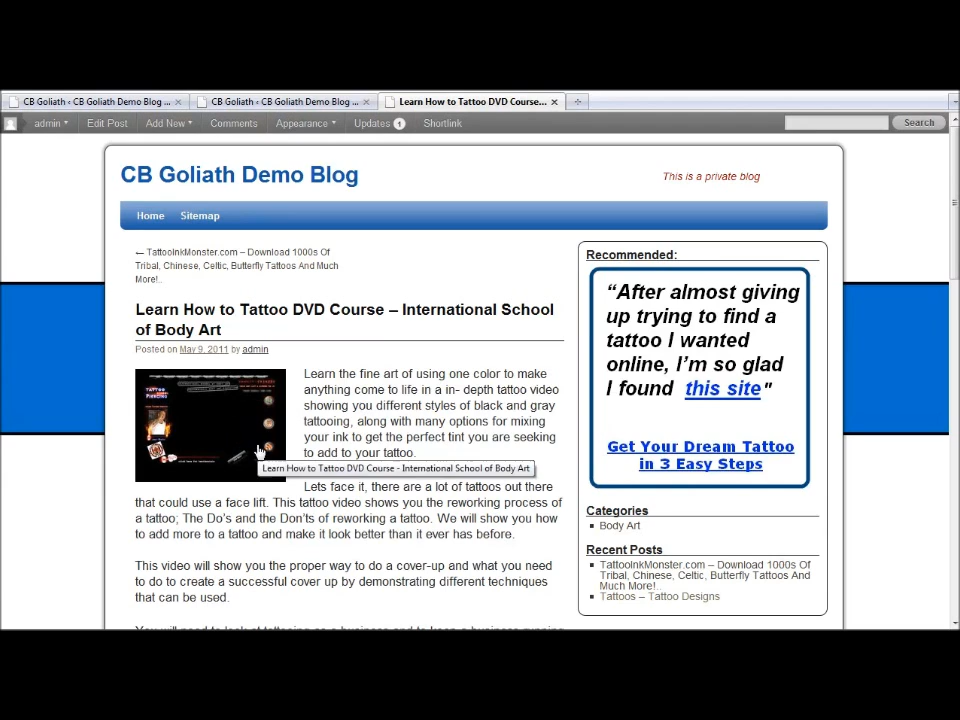 CB Goliath ‹ CB Goliath Demo Blog ...
CB Goliath ‹ CB Goliath Demo Blog ...
Learn How to Tattoo DVD Course...
admin
Edit Post
Add New
Comments
Appearance
Updates 1
Shortlink
Search
CB Goliath Demo Blog
This is a private blog
Home
Sitemap
← TattooInkMonster.com – Download 1000s Of
Tribal, Chinese, Celtic, Butterfly Tattoos And Much
More!..
Learn How to Tattoo DVD Course – International School
of Body Art
Posted on May 9, 2011 by admin
Learn the fine art of using one color to make
anything come to life in a in- depth tattoo video
showing you different styles of black and gray
tattooing, along with many options for mixing
your ink to get the perfect tint you are seeking
to add to your tattoo.
Learn How to Tattoo DVD Course - International School of Body Art
Lets face it, there are a lot of tattoos out there
that could use a face lift. This tattoo video shows you the reworking process of
a tattoo; The Do's and the Don'ts of reworking a tattoo. We will show you how
to add more to a tattoo and make it look better than it ever has before.
This video will show you the proper way to do a cover-up and what you need
to do to create a successful cover up by demonstrating different techniques
that can be used.
Recommended:
“After almost giving
up trying to find a
tattoo I wanted
online, I'm so glad
I found this site"
Get Your Dream Tattoo
in 3 Easy Steps
Categories
Body Art
Recent Posts
TattooInkMonster.com – Download 1000s Of
Tribal, Chinese, Celtic, Butterfly Tattoos And
Much More!..
Tattoos – Tattoo Designs